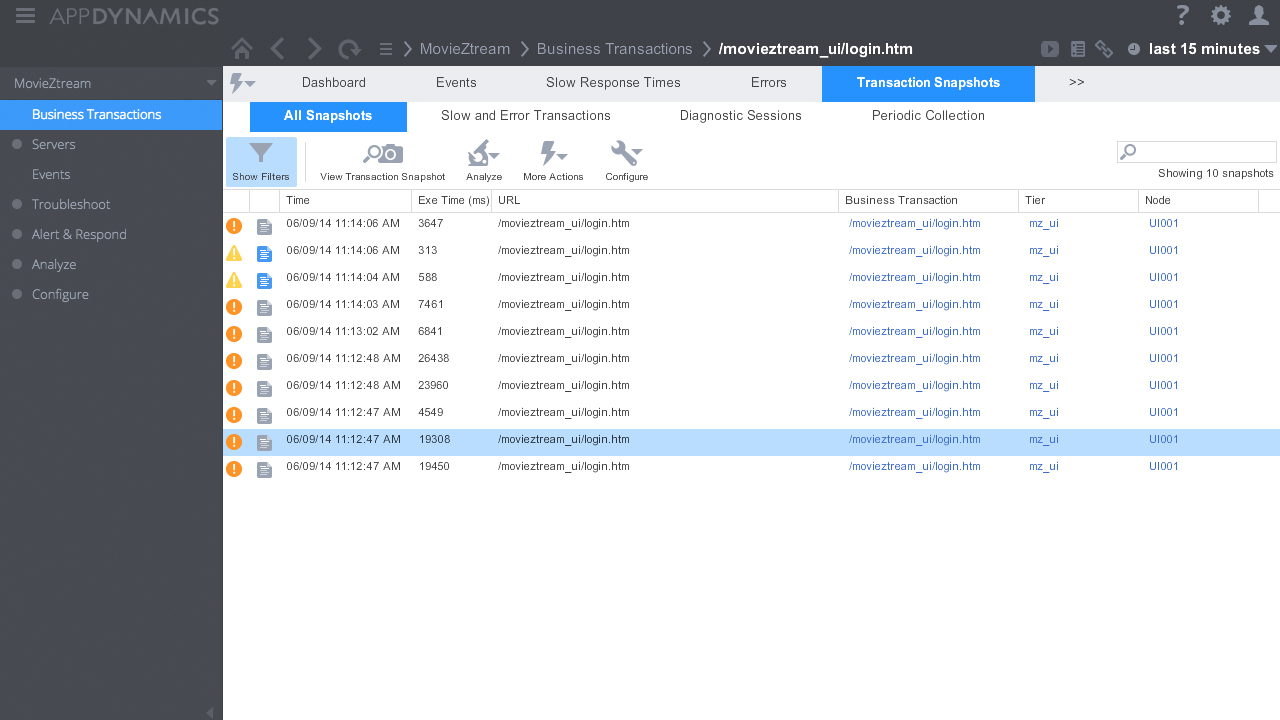 APPDYNAMICS ?
MovieZtream Business Transactions /movieztream_ui/login.htm last 15 minutes
MovieZtream
Business Transactions
Servers
Events
Troubleshoot
Alert & Respond
Analyze
Configure
Dashboard Events Slow Response Times Errors Transaction Snapshots >>
All Snapshots Slow and Error Transactions Diagnostic Sessions Periodic Collection
Show Filters View Transaction Snapshot Analyze More Actions Configure
Showing 10 snapshots
Time Exe Time (ms) URL Business Transaction Tier Node
06/09/14 11:14:06 AM 3647 /movieztream_ui/login.htm /movieztream_ui/login.htm mz_ui UI001
06/09/14 11:14:06 AM 313 /movieztream_ui/login.htm /movieztream_ui/login.htm mz_ui UI001
06/09/14 11:14:04 AM 588 /movieztream_ui/login.htm /movieztream_ui/login.htm mz_ui UI001
06/09/14 11:14:03 AM 7461 /movieztream_ui/login.htm /movieztream_ui/login.htm mz_ui UI001
06/09/14 11:13:02 AM 6841 /movieztream_ui/login.htm /movieztream_ui/login.htm mz_ui UI001
06/09/14 11:12:48 AM 26438 /movieztream_ui/login.htm /movieztream_ui/login.htm mz_ui UI001
06/09/14 11:12:48 AM 23960 /movieztream_ui/login.htm /movieztream_ui/login.htm mz_ui UI001
06/09/14 11:12:47 AM 4549 /movieztream_ui/login.htm /movieztream_ui/login.htm mz_ui UI001
06/09/14 11:12:47 AM 19308 /movieztream_ui/login.htm /movieztream_ui/login.htm mz_ui UI001
06/09/14 11:12:47 AM 19450 /movieztream_ui/login.htm /movieztream_ui/login.htm mz_ui UI001